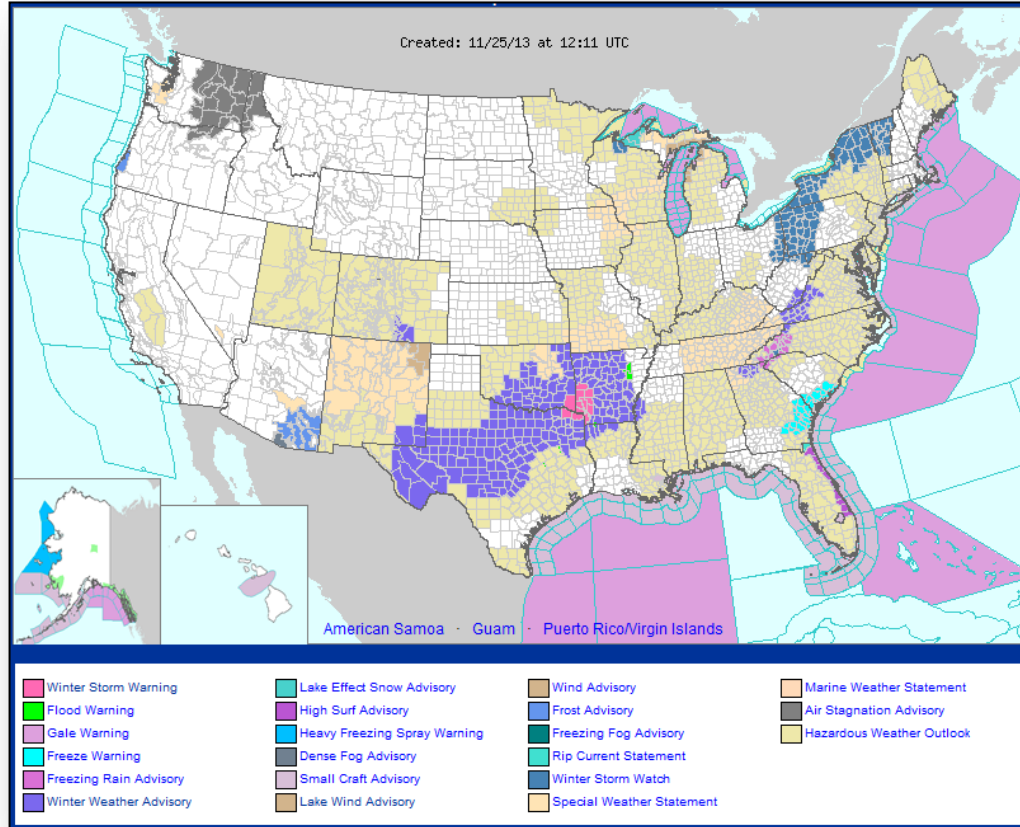 Created: 11/25/13 at 12:11 UTC
American Samoa · Guam · Puerto Rico/Virgin Islands
Winter Storm Warning
Flood Warning
Gale Warning
Freeze Warning
Freezing Rain Advisory
Winter Weather Advisory
Lake Effect Snow Advisory
High Surf Advisory
Heavy Freezing Spray Warning
Dense Fog Advisory
Small Craft Advisory
Lake Wind Advisory
Wind Advisory
Frost Advisory
Freezing Fog Advisory
Rip Current Statement
Winter Storm Watch
Special Weather Statement
Marine Weather Statement
Air Stagnation Advisory
Hazardous Weather Outlook